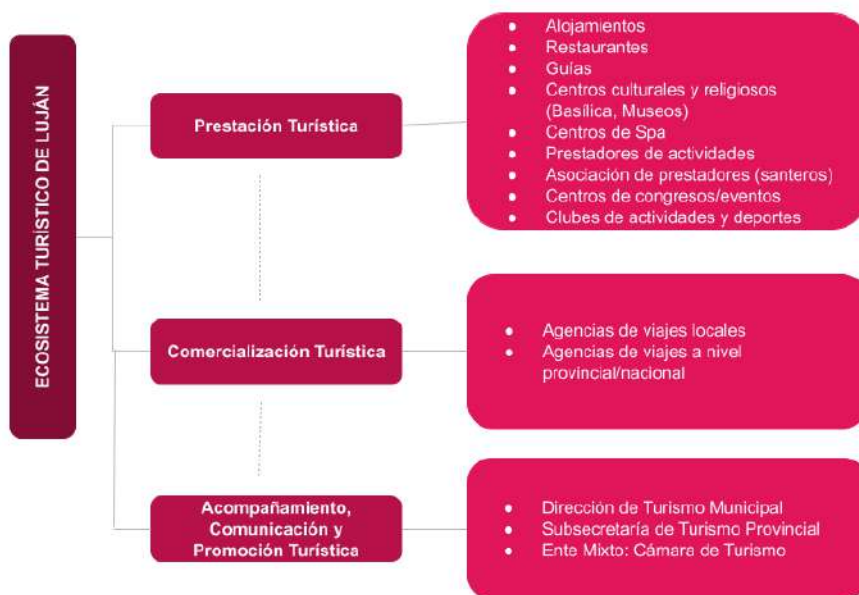 ECOSISTEMA TURÍSTICO DE LUJÁN
Prestación Turística
• Alojamientos
• Restaurantes
• Guías
• Centros culturales y religiosos
(Basílica, Museos)
• Centros de Spa
• Prestadores de actividades
• Asociación de prestadores (santeros)
• Centros de congresos/eventos
• Clubes de actividades y deportes
Comercialización Turística
• Agencias de viajes locales
• Agencias de viajes a nivel
provincial/nacional
Acompañamiento,
Comunicación y
Promoción Turística
• Dirección de Turismo Municipal
• Subsecretaría de Turismo Provincial
• Ente Mixto: Cámara de Turismo